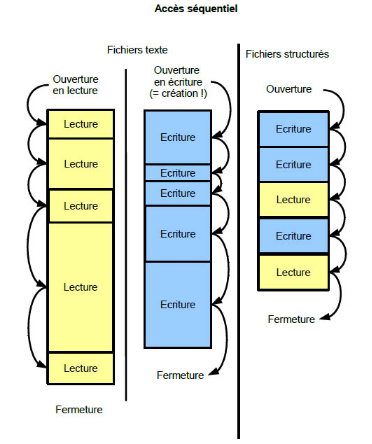 Accès séquentiel
Fichiers texte
Fichiers structurés
Ouverture
en lecture
Lecture
Lecture
Lecture
Lecture
Lecture
Fermeture
Ouverture
en écriture
(= création !)
Ecriture
Ecriture
Ecriture
Ecriture
Ecriture
Fermeture
Ouverture
Ecriture
Ecriture
Lecture
Ecriture
Lecture
Fermeture